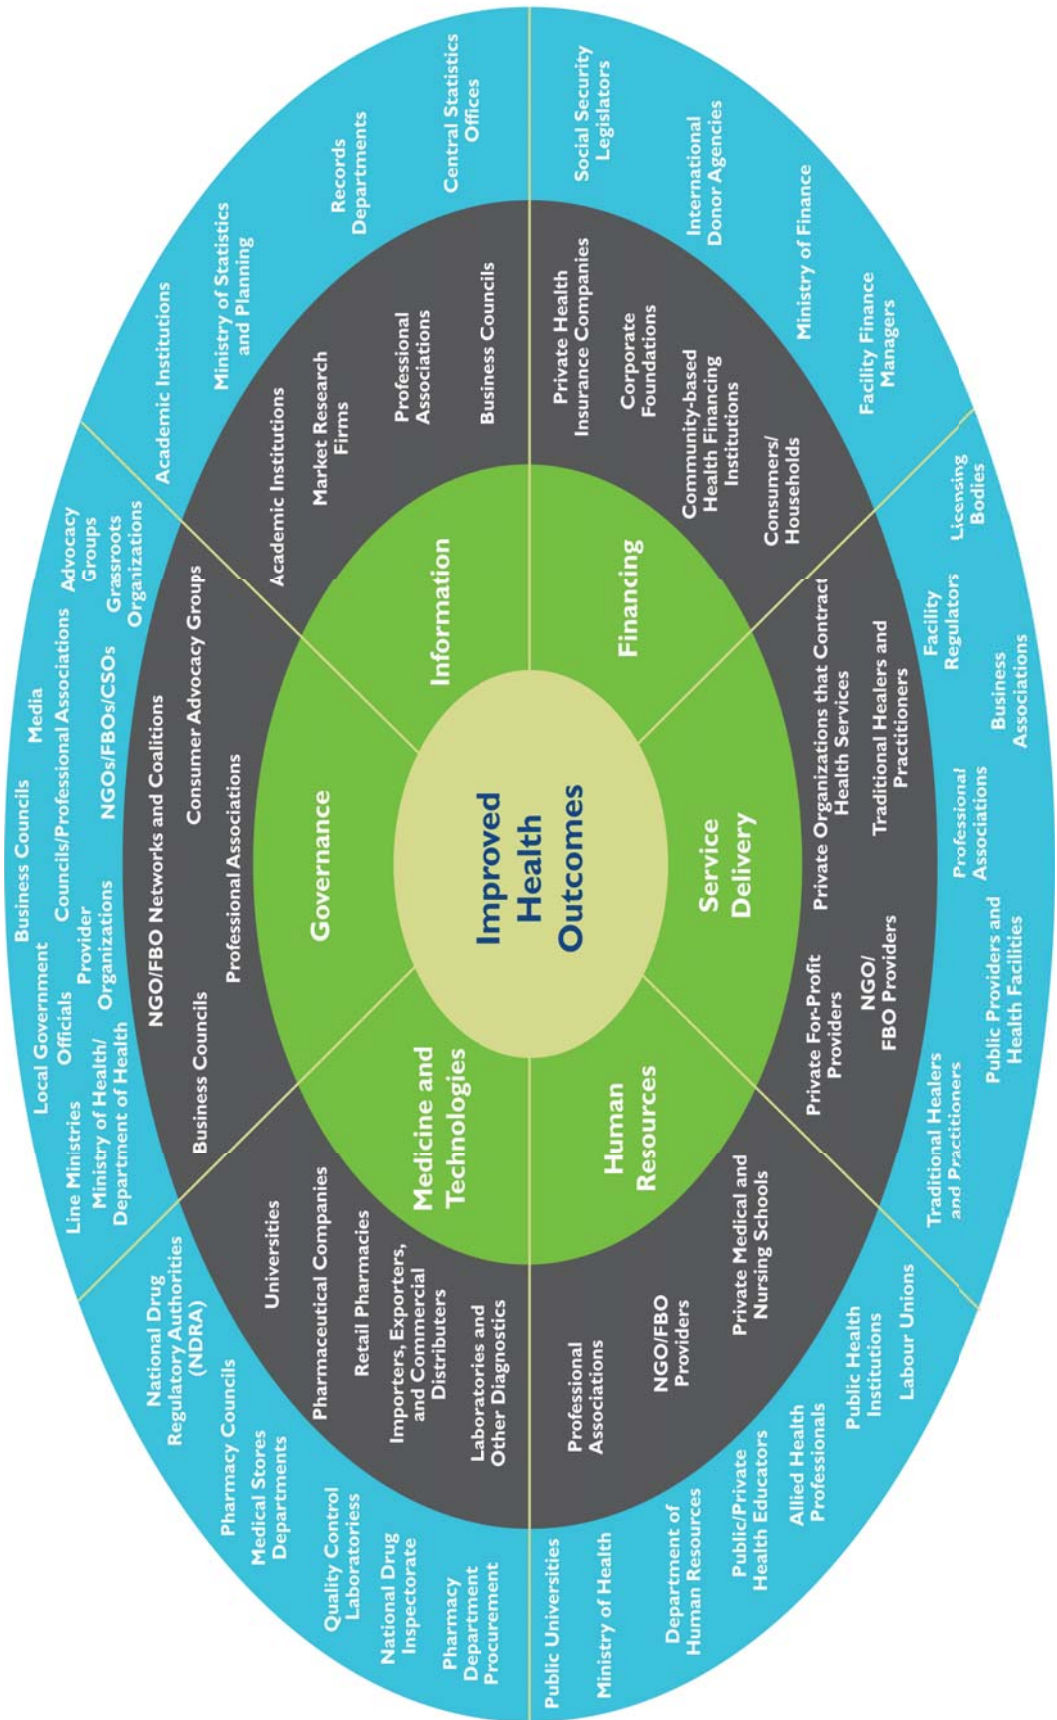 Improved
Health
Outcomes
Governance
Information
Financing
Service
Delivery
Human
Resources
Medicine and
Technologies
Business Councils
NGO/FBO Networks and Coalitions
Professional Associations
Consumer Advocacy Groups
Academic Institutions
Market Research
Firms
Professional
Associations
Business Councils
Private Health
Insurance Companies
Corporate
Foundations
Community-based
Health Financing
Institutions
Consumers/
Households
Private Organizations that Contract
Health Services
Traditional Healers and
Practitioners
Private For-Profit
Providers
NGO/
FBO Providers
Private Medical and
Nursing Schools
NGO/FBO
Providers
Professional
Associations
Universities
Pharmaceutical Companies
Retail Pharmacies
Importers, Exporters,
and Commercial
Distributers
Laboratories and
Other Diagnostics
Line Ministries
Ministry of Health/
Department of Health
Local Government
Officials
Provider
Organizations
Business Councils
Councils/Professional Associations
Media
NGOs/FBOs/CSOs
Advocacy
Groups
Grassroots
Organizations
Academic Institutions
Ministry of Statistics
and Planning
Records
Departments
Central Statistics
Offices
Social Security
Legislators
International
Donor Agencies
Ministry of Finance
Facility Finance
Managers
Licensing
Bodies
Facility
Regulators
Business
Associations
Professional
Associations
Public Providers and
Health Facilities
Traditional Healers
and Practitioners
Labour Unions
Public Health
Institutions
Allied Health
Professionals
Public/Private
Health Educators
Department of
Human Resources
Ministry of Health
Public Universities
National Drug
Regulatory Authorities
(NDRA)
Pharmacy Councils
Medical Stores
Departments
Quality Control
Laboratoriess
National Drug
Inspectorate
Pharmacy
Department
Procurement